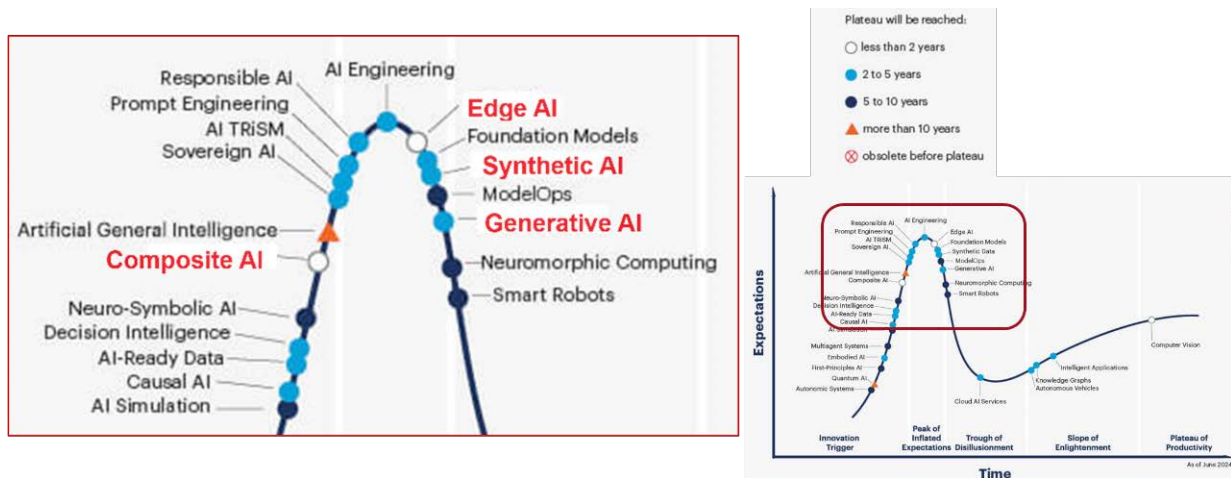 AI Engineering
Responsible AI
Prompt Engineering
AI TRiSM
Sovereign AI
Artificial General Intelligence
Composite AI
Neuro-Symbolic AI
Decision Intelligence
AI-Ready Data
Causal AI
AI Simulation
Edge AI
Foundation Models
Synthetic AI
ModelOps
Generative AI
Neuromorphic Computing
Smart Robots
Plateau will be reached:
less than 2 years
2 to 5 years
5 to 10 years
more than 10 years
obsolete before plateau
Expectations
AI Engineering
Responsible AI
Prompt Engineering
AI TRiSM
Sovereign AI
Artificial General Intelligence
Composite AI
Neuro-Symbolic AI
Decision Intelligence
AI-Ready Data
Causal AI
AI Simulation
Multiagent Systems
Embodied AI
First-Principles AI
Quantum AI
Autonomic Systems
Edge AI
Foundation Models
Synthetic Data
ModelOps
Generative AI
Neuromorphic Computing
Smart Robots
Cloud AI Services
Knowledge Graphs
Autonomous Vehicles
Intelligent Applications
Computer Vision
Innovation
Trigger
Peak of
Inflated
Expectations
Trough of
Disillusionment
Slope of
Enlightenment
Plateau of
Productivity
Time
As of June 2024